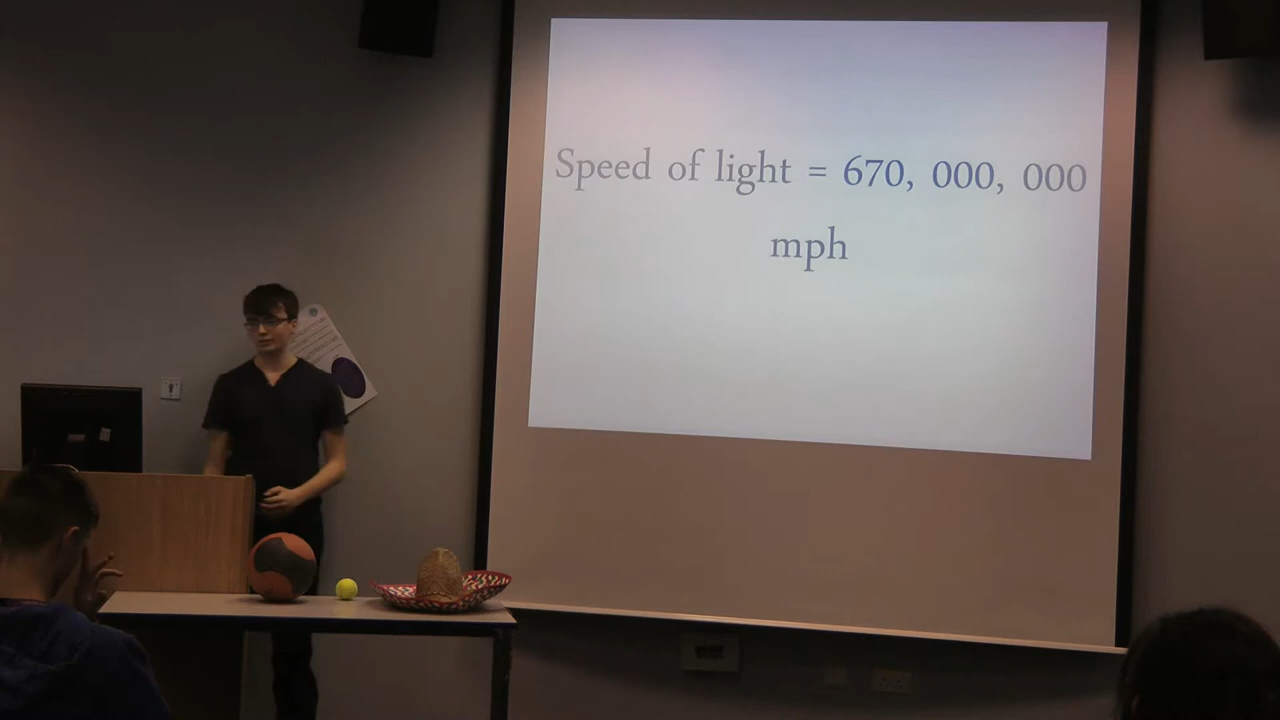 Speed of light = 670, 000, 000
mph